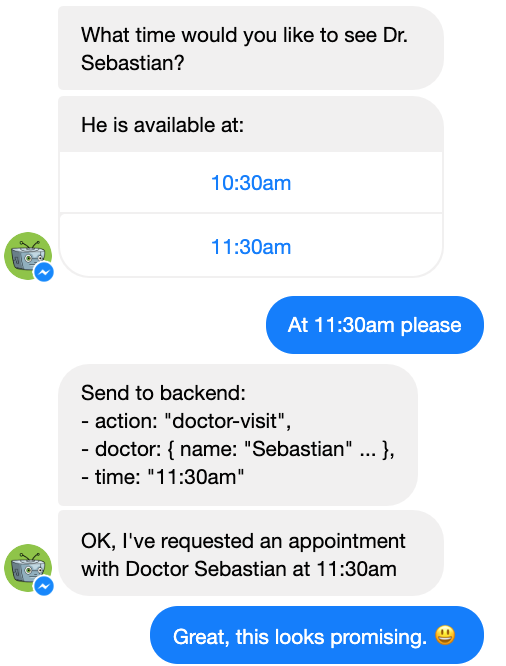 What time would you like to see Dr.
Sebastian?
He is available at:
10:30am
11:30am
At 11:30am please
Send to backend:
- action: "doctor-visit",
- doctor: { name: "Sebastian" ... },
- time: "11:30am"
OK, I've requested an appointment
with Doctor Sebastian at 11:30am
Great, this looks promising. 😃